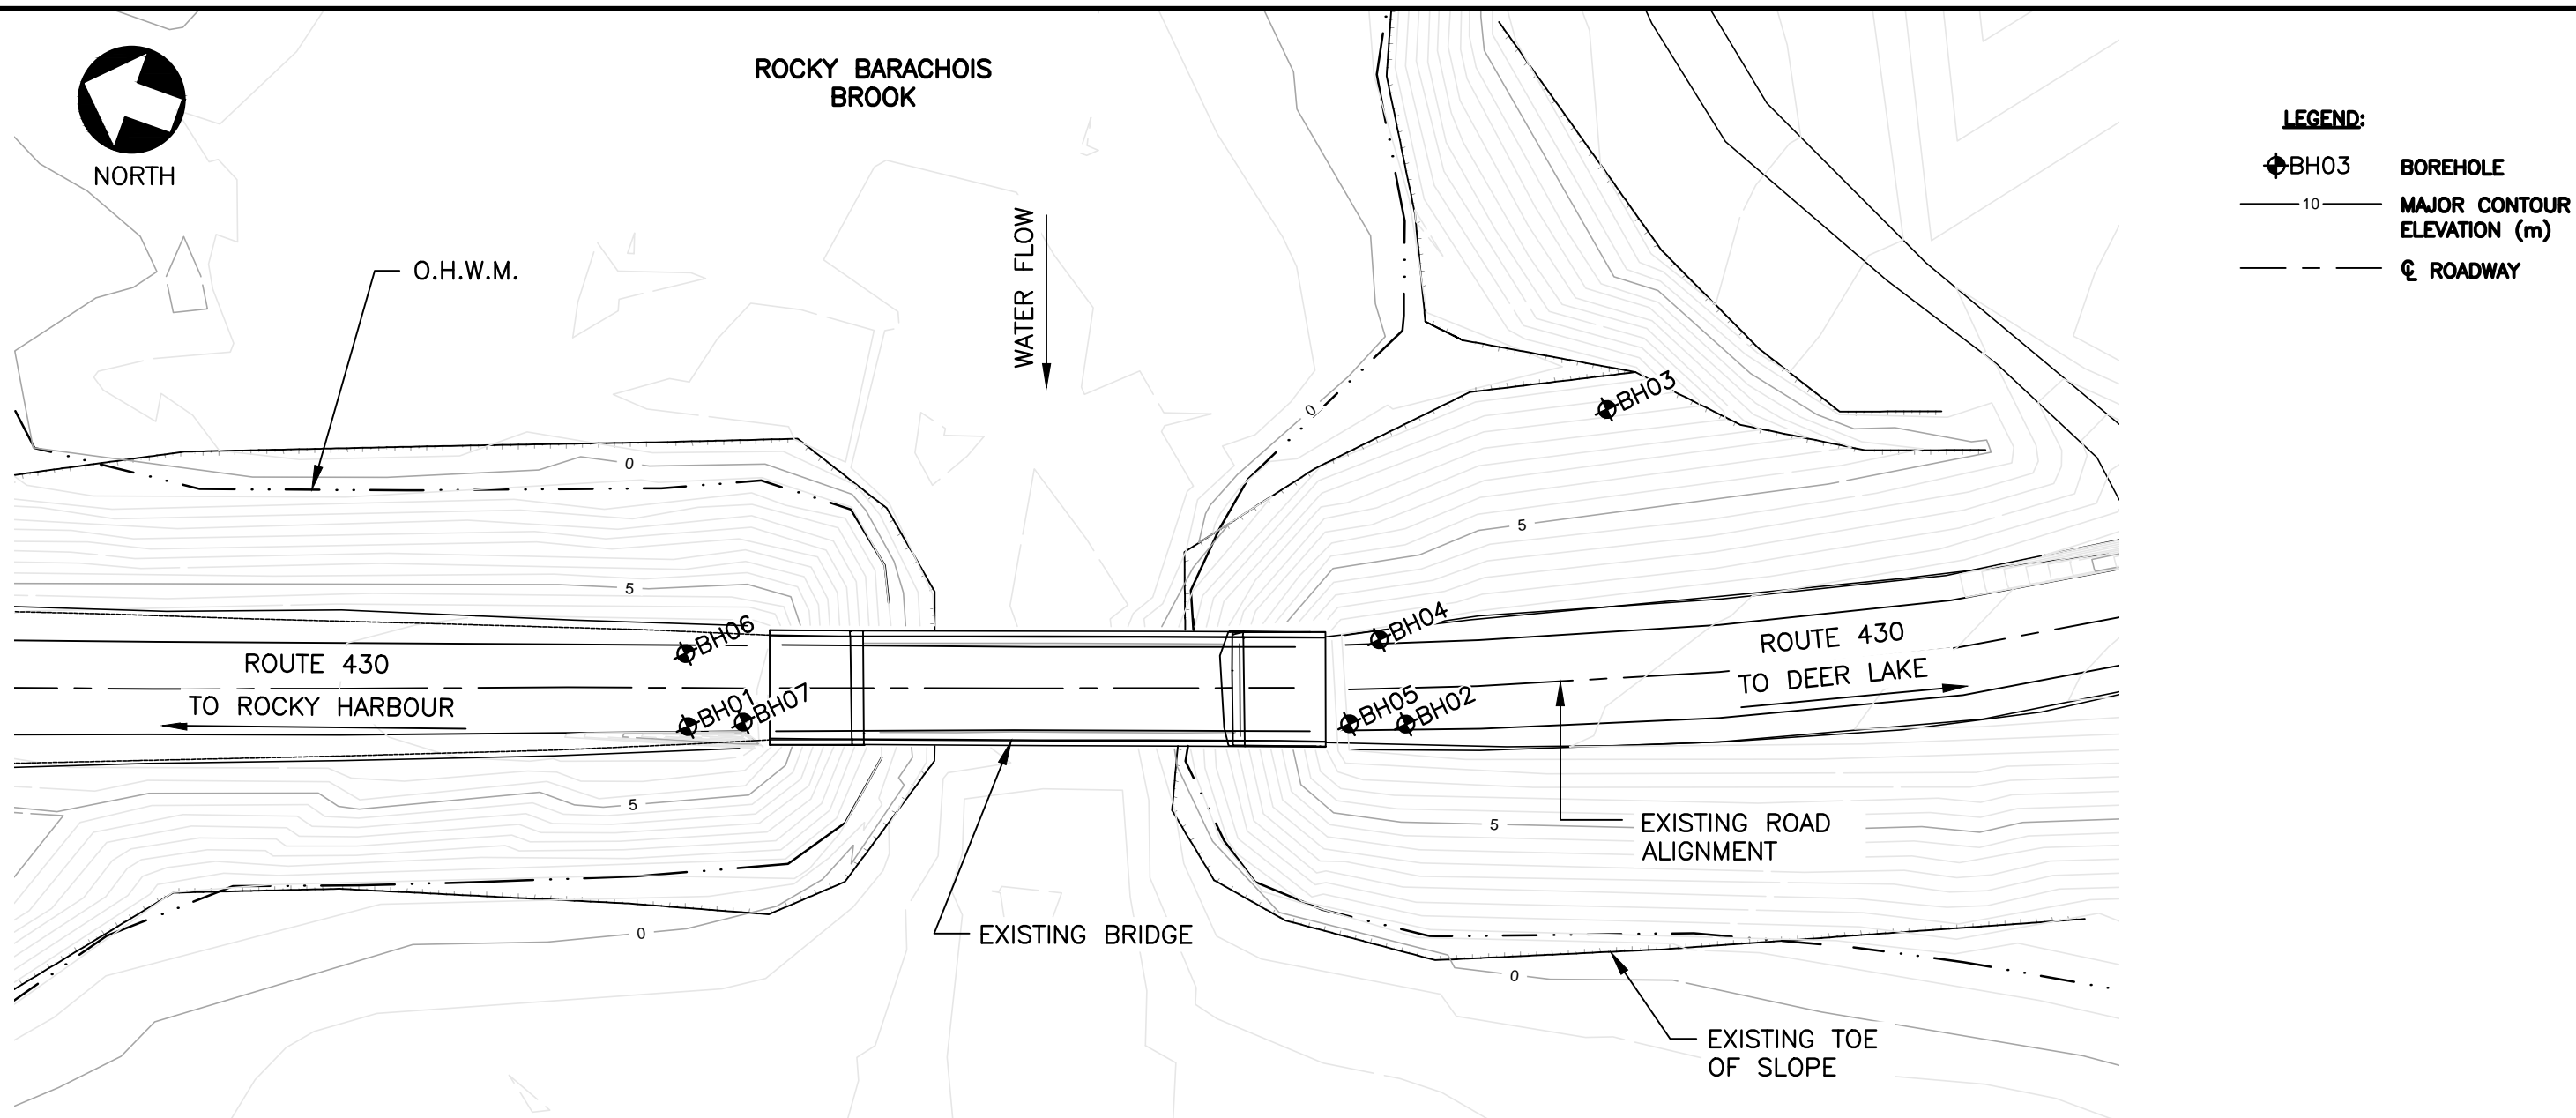 ROCKY BARACHOIS
BROOK
NORTH
LEGEND:
BH03 BOREHOLE
10 MAJOR CONTOUR
ELEVATION (m)
℄ ROADWAY
WATER FLOW
O.H.W.M.
0
0
BH03
5
5
BH06
BH04
ROUTE 430
TO ROCKY HARBOUR
BH01
BH07
BH05
BH02
ROUTE 430
TO DEER LAKE
5
5
EXISTING ROAD
ALIGNMENT
0
EXISTING BRIDGE
0
EXISTING TOE
OF SLOPE